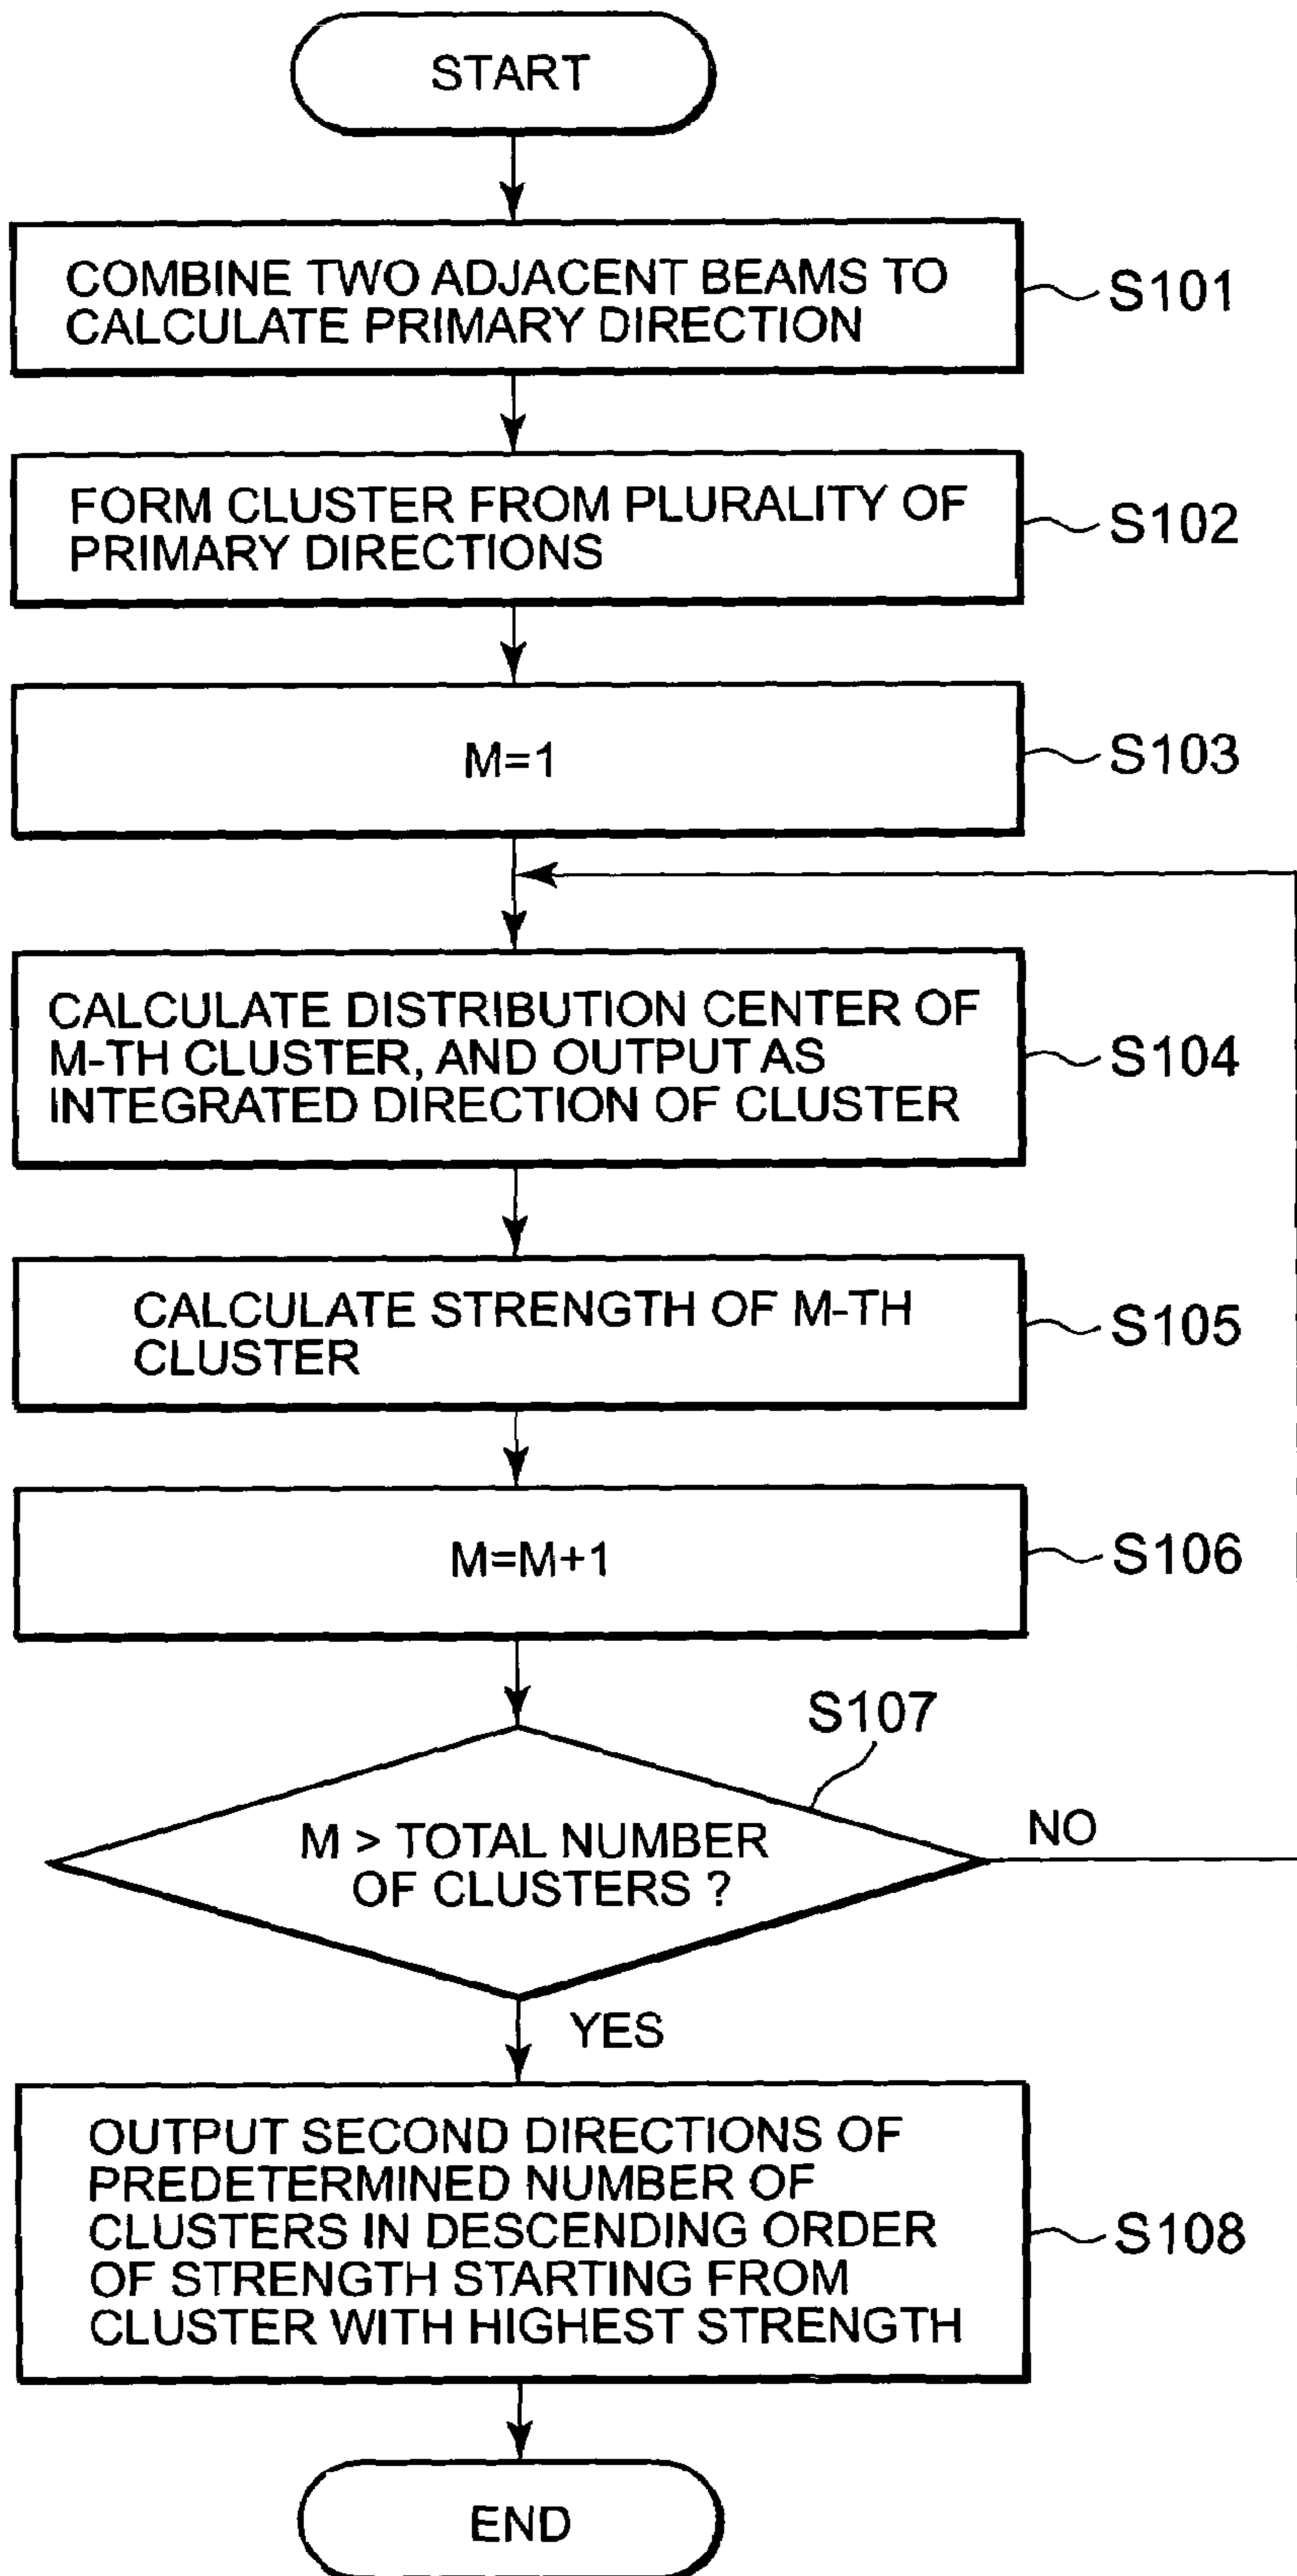 START
COMBINE TWO ADJACENT BEAMS TO
CALCULATE PRIMARY DIRECTION
S101
FORM CLUSTER FROM PLURALITY OF
PRIMARY DIRECTIONS
S102
M=1
S103
CALCULATE DISTRIBUTION CENTER OF
M-TH CLUSTER, AND OUTPUT AS
INTEGRATED DIRECTION OF CLUSTER
S104
CALCULATE STRENGTH OF M-TH
CLUSTER
S105
M=M+1
S106
S107
M > TOTAL NUMBER
OF CLUSTERS ?
NO
YES
OUTPUT SECOND DIRECTIONS OF
PREDETERMINED NUMBER OF
CLUSTERS IN DESCENDING ORDER
OF STRENGTH STARTING FROM
CLUSTER WITH HIGHEST STRENGTH
S108
END